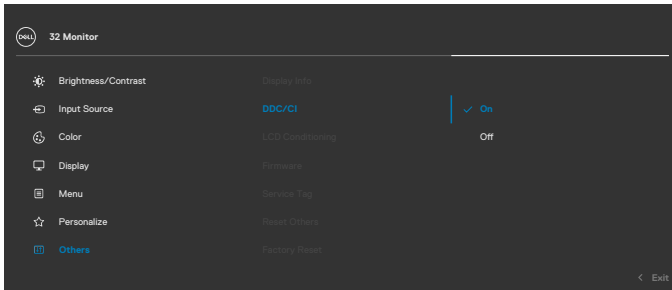 DELL
32 Monitor
Brightness/Contrast
Display Info
Input Source
DDC/CI
On
Color
LCD Conditioning
Off
Display
Firmware
Menu
Service Tag
Personalize
Reset Others
Others
Factory Reset
Exit